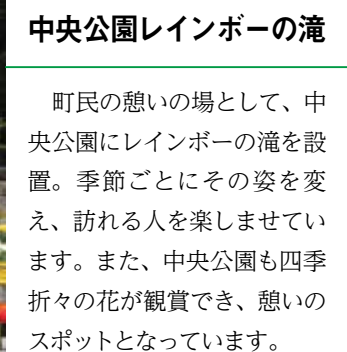 中央公園レインボーの滝
　町民の憩いの場として、中
央公園にレインボーの滝を設
置。季節ごとにその姿を変
え、訪れる人を楽しませてい
ます。また、中央公園も四季
折々の花が観賞でき、憩いの
スポットとなっています。